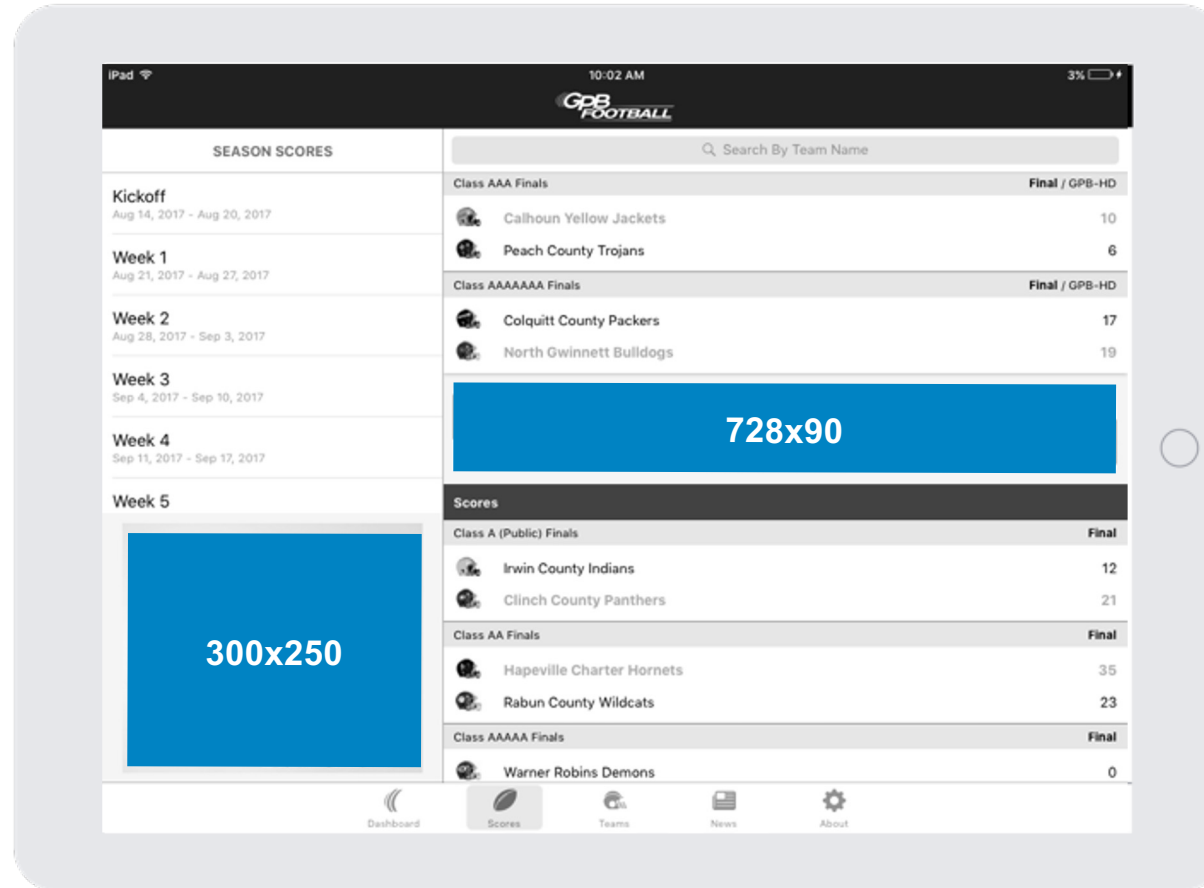 iPad 10:02 AM 3%
GPB
FOOTBALL
SEASON SCORES
Kickoff
Aug 14, 2017 - Aug 20, 2017
Week 1
Aug 21, 2017 - Aug 27, 2017
Week 2
Aug 28, 2017 - Sep 3, 2017
Week 3
Sep 4, 2017 - Sep 10, 2017
Week 4
Sep 11, 2017 - Sep 17, 2017
Week 5
300x250
Search By Team Name
Class AAA Finals Final / GPB-HD
Calhoun Yellow Jackets 10
Peach County Trojans 6
Class AAAAAAA Finals Final / GPB-HD
Colquitt County Packers 17
North Gwinnett Bulldogs 19
728x90
Scores
Class A (Public) Finals Final
Irwin County Indians 12
Clinch County Panthers 21
Class AA Finals Final
Hapeville Charter Hornets 35
Rabun County Wildcats 23
Class AAAAA Finals Final
Warner Robins Demons 0
Dashboard Scores Teams News About